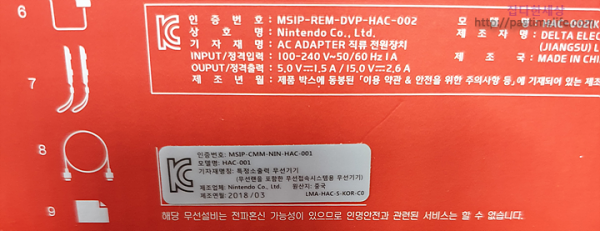 6
인 증 번 호 : MSIP-REM-DVP-HAC-002
상 호 명 : Nintendo Co., Ltd.
기 자 재 명 : AC ADAPTER 직류 전원장치
INPUT/정격입력 : 100-240 V~50/60 Hz 1 A
OUPUT/정격출력 : 5.0 V⎓1.5 A / 15.0 V⎓2.6 A
제 조 년 월 : 제품 박스에 동봉된 「이용 약관 & 안전을 위한 주의사항 등」에 기재되어 있는 제조
모 델 명 : HAC-002(K
제 조 자 명 : DELTA ELEC
(JIANGSU) L
제 조 국 : MADE IN CHI
7
8
9
인증번호: MSIP-CMM-NIN-HAC-001
모델명: HAC-001
기자재명칭: 특정소출력 무선기기
(무선랜을 포함한 무선접속시스템용 무선기기)
제조업체: Nintendo Co., Ltd. 원산지: 중국
제조연월: 2018/03
LMA-HAC-S-KOR-C0
해당 무선설비는 전파혼신 가능성이 있으므로 인명안전과 관련된 서비스는 할 수 없습니다.